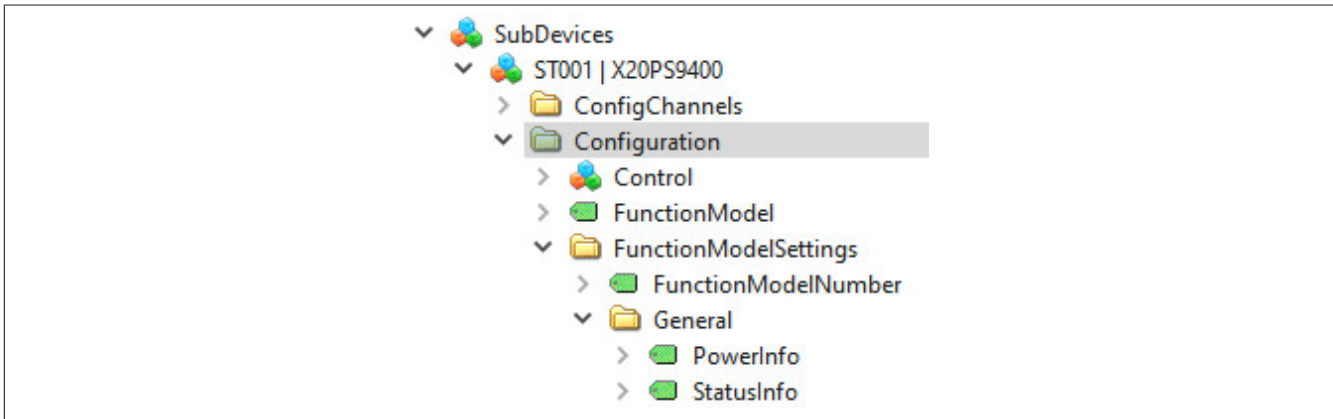 SubDevices
ST001 | X20PS9400
ConfigChannels
Configuration
Control
FunctionModel
FunctionModelSettings
FunctionModelNumber
General
PowerInfo
StatusInfo